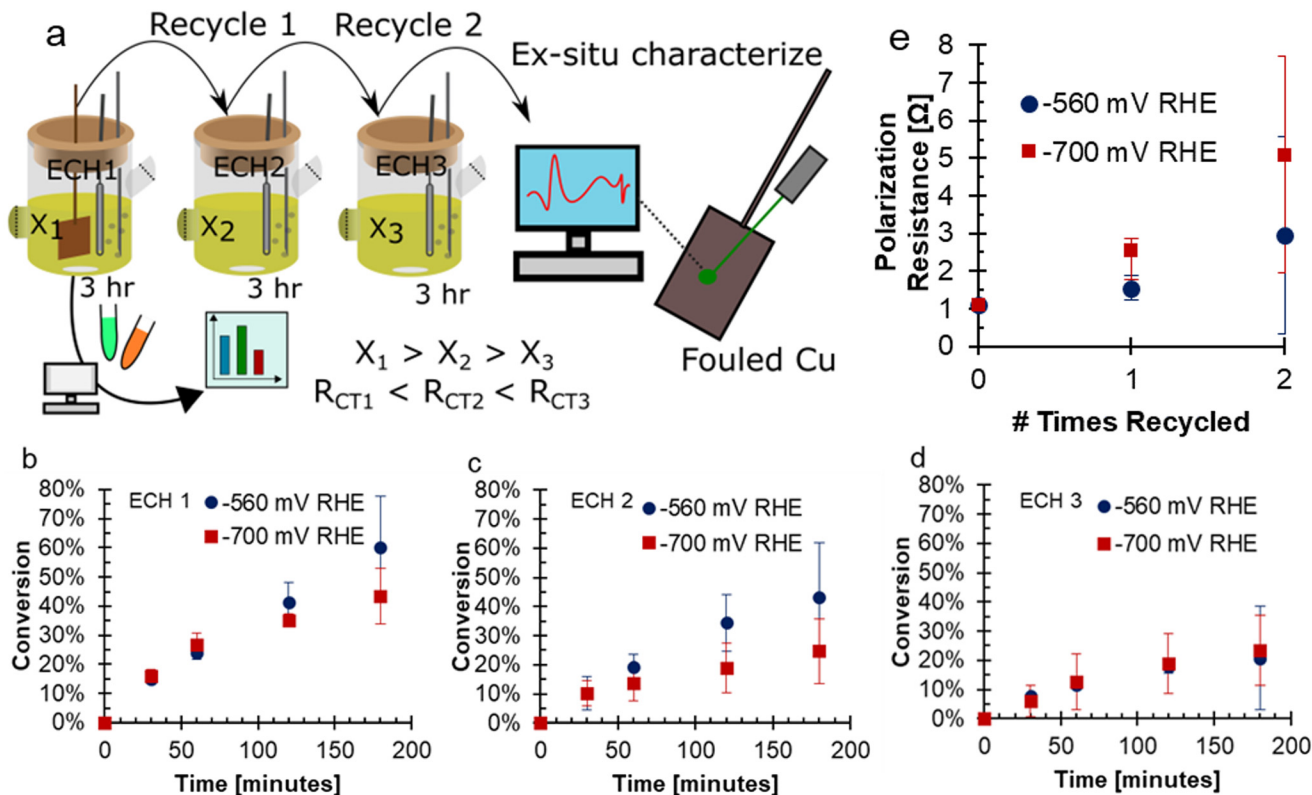 a
Recycle 1
Recycle 2
Ex-situ characterize
ECH1
ECH2
ECH3
X1
X2
X3
3 hr
3 hr
3 hr
X1 > X2 > X3
RCT1 < RCT2 < RCT3
Fouled Cu
e
Polarization
Resistance [Ω]
8
7
6
5
4
3
2
1
0
-560 mV RHE
-700 mV RHE
0
1
2
# Times Recycled
b
Conversion
80%
70%
60%
50%
40%
30%
20%
10%
0%
ECH 1
-560 mV RHE
-700 mV RHE
0
50
100
150
200
Time [minutes]
c
Conversion
80%
70%
60%
50%
40%
30%
20%
10%
0%
ECH 2
-560 mV RHE
-700 mV RHE
0
50
100
150
200
Time [minutes]
d
Conversion
80%
70%
60%
50%
40%
30%
20%
10%
0%
ECH 3
-560 mV RHE
-700 mV RHE
0
50
100
150
200
Time [minutes]